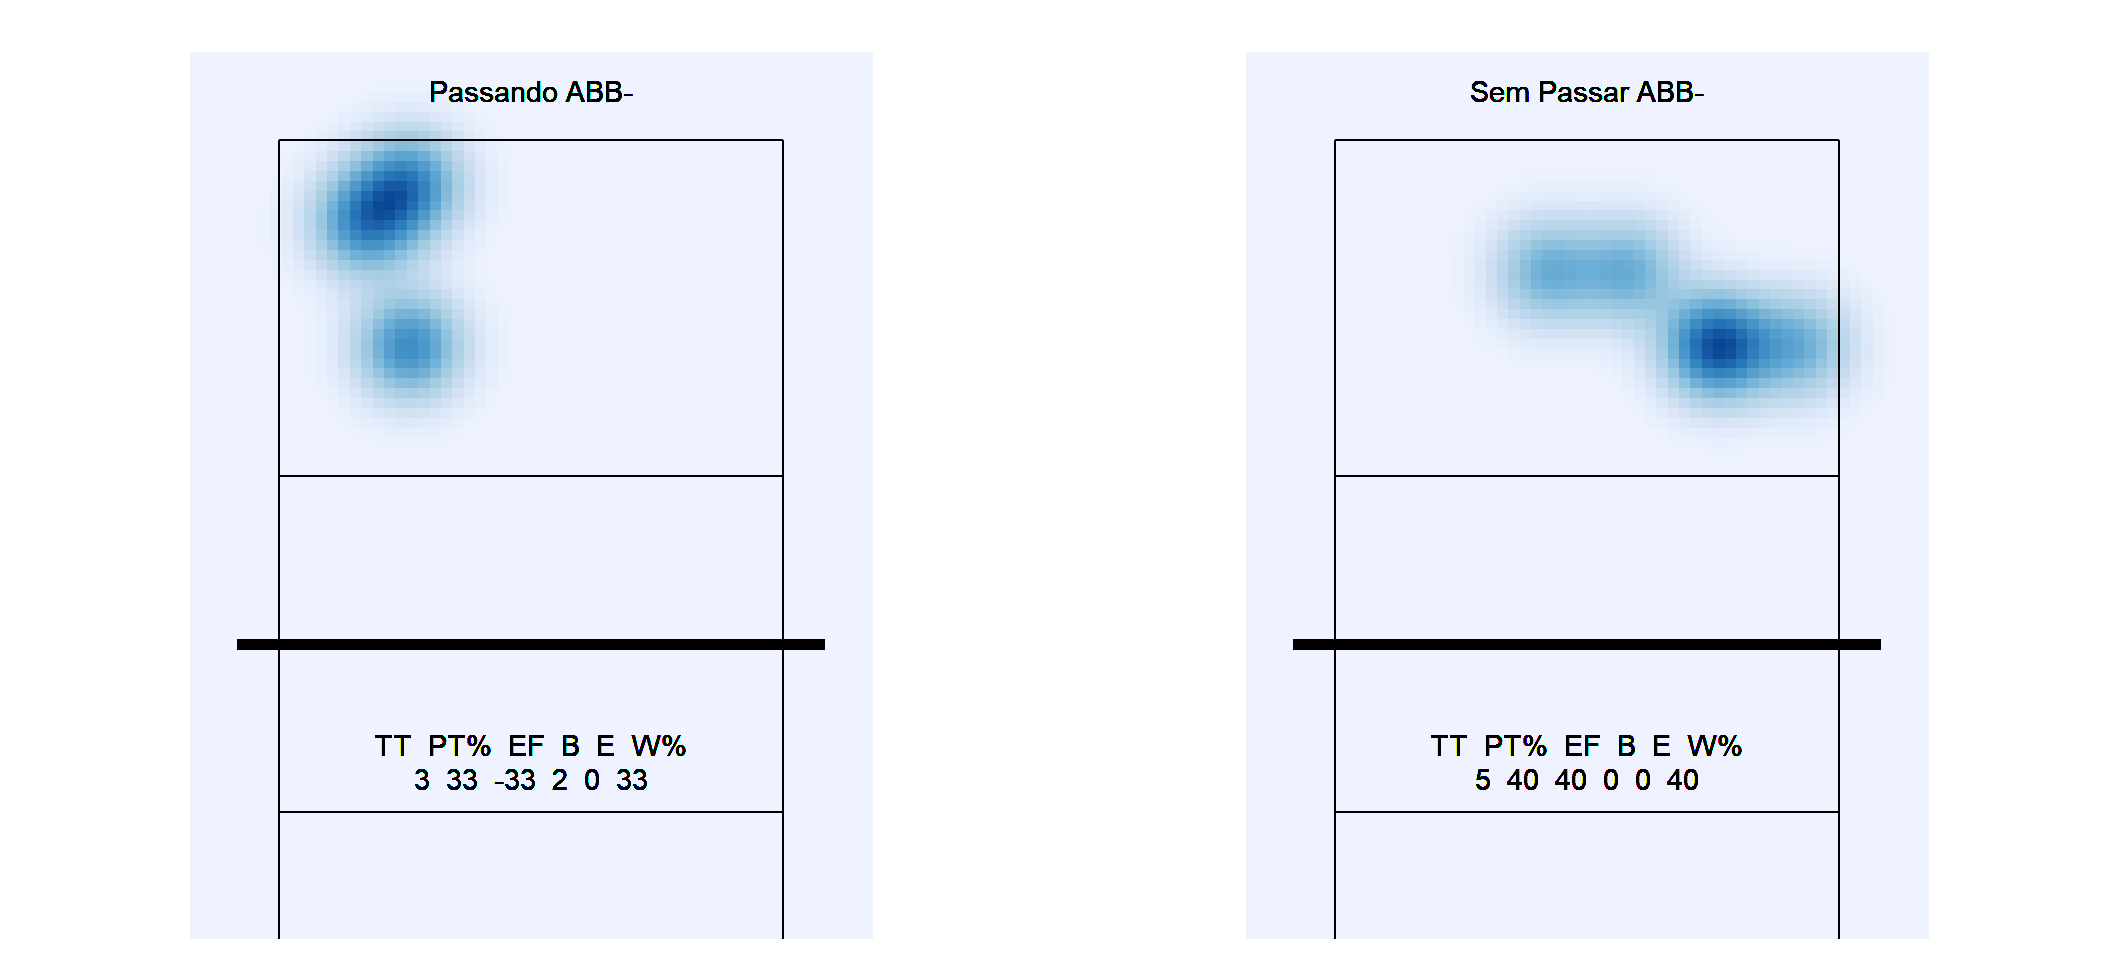 Passando ABB-
TT PT% EF B E W%
3 33 -33 2 0 33
Sem Passar ABB-
TT PT% EF B E W%
5 40 40 0 0 40